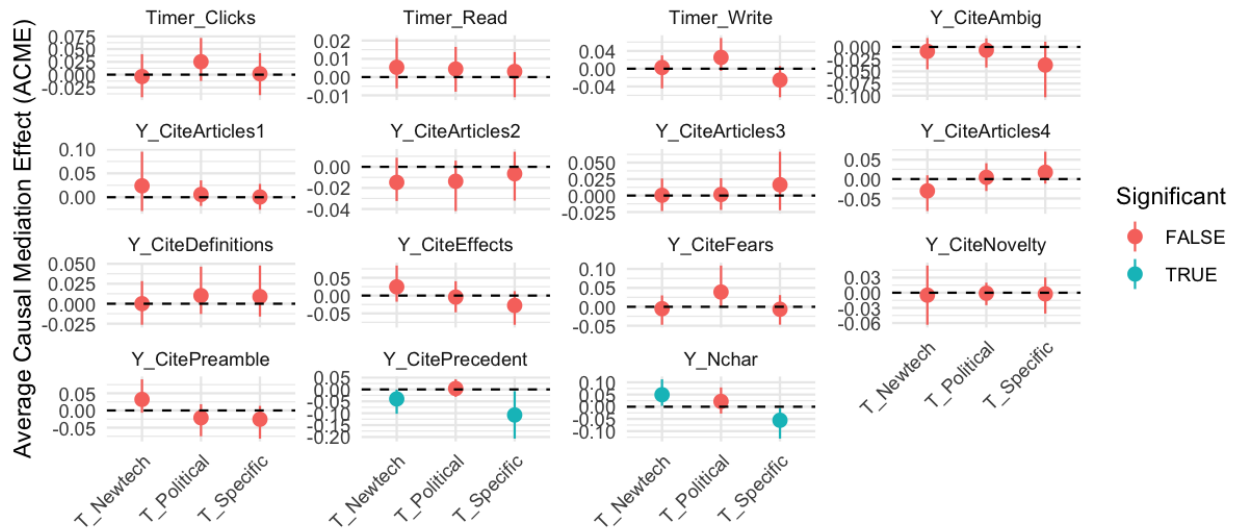 Average Causal Mediation Effect (ACME)
Timer_Clicks
0.075
0.050
0.025
0.000
-0.025
Timer_Read
0.02
0.01
0.00
-0.01
Timer_Write
0.04
0.00
-0.04
Y_CiteAmbig
0.000
-0.025
-0.050
-0.075
-0.100
Y_CiteArticles1
0.10
0.05
0.00
Y_CiteArticles2
0.00
-0.02
-0.04
Y_CiteArticles3
0.050
0.025
0.000
-0.025
Y_CiteArticles4
0.05
0.00
-0.05
Y_CiteDefinitions
0.050
0.025
0.000
-0.025
Y_CiteEffects
0.05
0.00
-0.05
Y_CiteFears
0.10
0.05
0.00
-0.05
Y_CiteNovelty
0.03
0.00
-0.03
-0.06
Y_CitePreamble
0.05
0.00
-0.05
Y_CitePrecedent
0.05
0.00
-0.05
-0.10
-0.15
-0.20
Y_Nchar
0.10
0.05
0.00
-0.05
-0.10
T_Newtech
T_Political
T_Specific
T_Newtech
T_Political
T_Specific
T_Newtech
T_Political
T_Specific
T_Newtech
T_Political
T_Specific
Significant
FALSE
TRUE